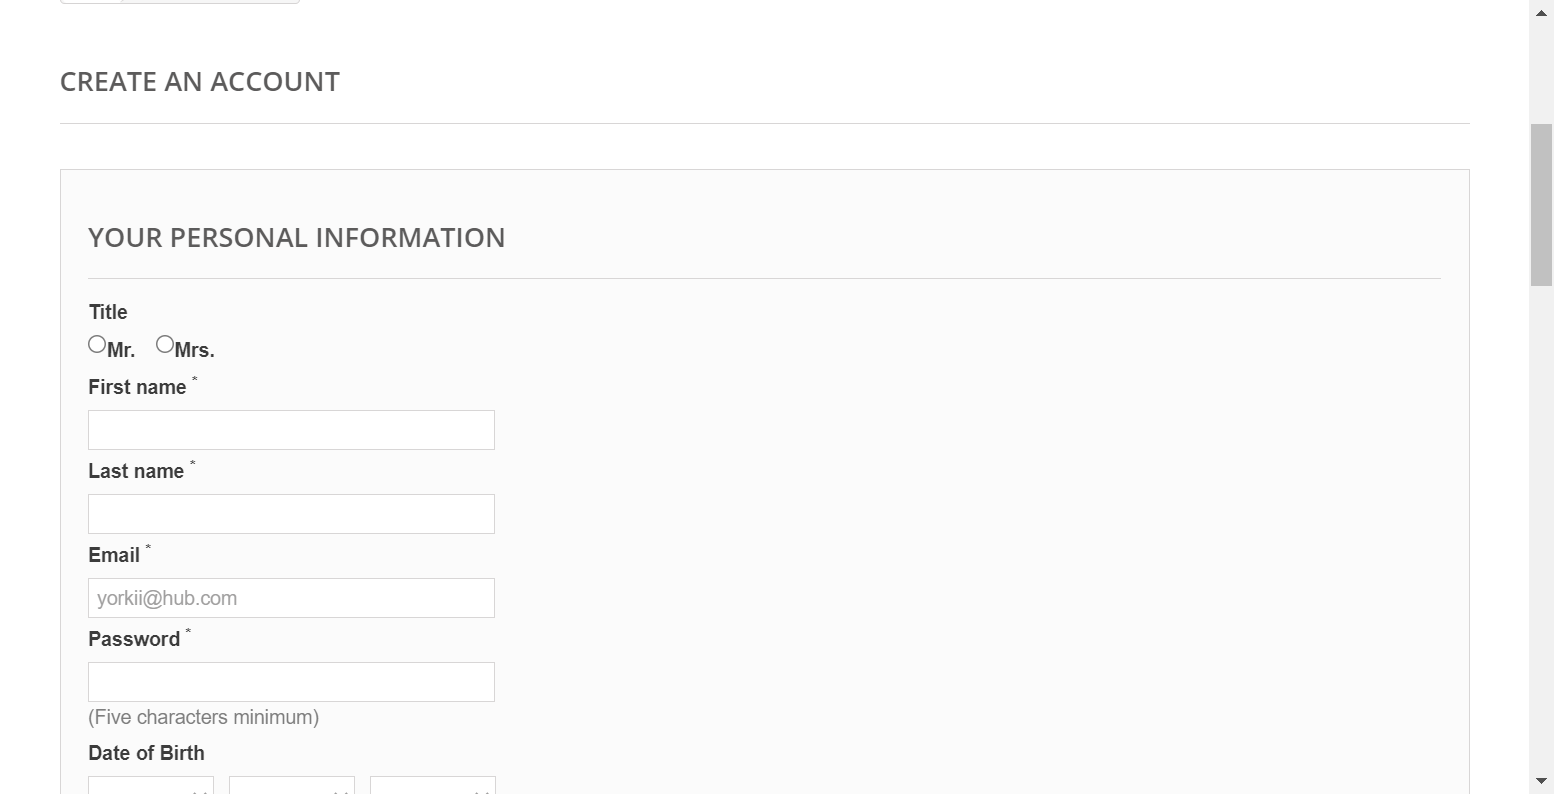 CREATE AN ACCOUNT
YOUR PERSONAL INFORMATION
Title
Mr. Mrs.
First name *
Last name *
Email *
yorkii@hub.com
Password *
(Five characters minimum)
Date of Birth